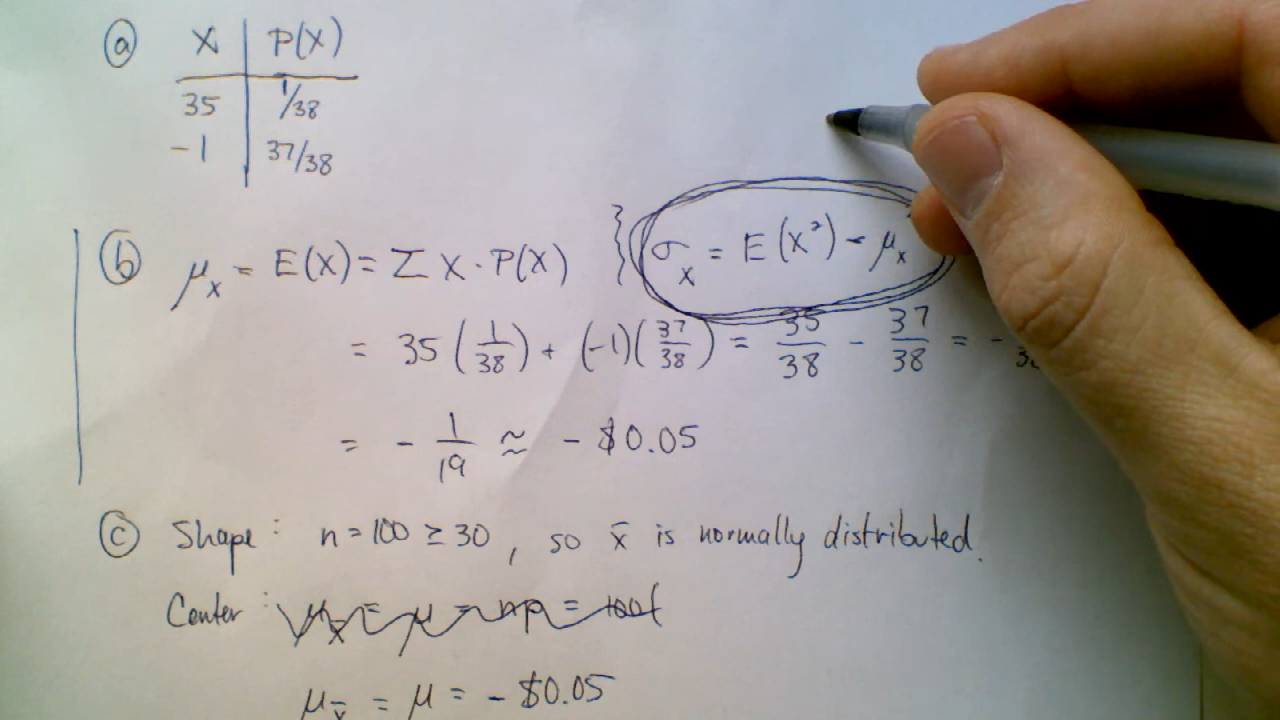 ⓐ X P(X)
35 1/38
-1 37/38
ⓑ μₓ = E(X) = Σ X · P(X) } σₓ = E(X²) - μₓ
= 35 (1/38) + (-1)(37/38) = 35/38 - 37/38 = -
= - 1/19 ≈ - $0.05
ⓒ Shape: n = 100 ≥ 30, so x̄ is normally distributed.
Center:
μₓ̄ = μ = - $0.05